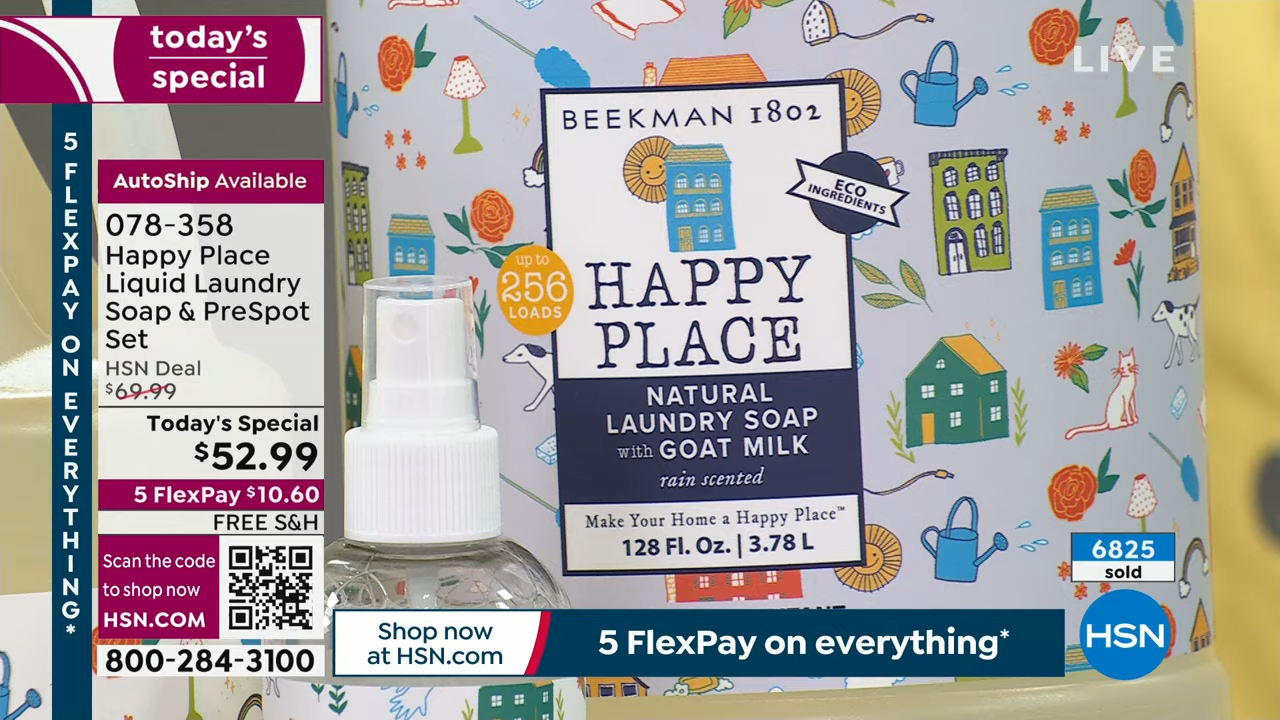 today's
special
LIVE
5 FLEXPAY ON EVERYTHING*
AutoShip Available
078-358
Happy Place
Liquid Laundry
Soap & PreSpot
Set
HSN Deal
$69.99
Today's Special
$52.99
5 FlexPay $10.60
FREE S&H
Scan the code
to shop now
HSN.COM
800-284-3100
BEEKMAN 1802
ECO
INGREDIENTS
up to
256
LOADS
HAPPY
PLACE
NATURAL
LAUNDRY SOAP
with GOAT MILK
rain scented
Make Your Home a Happy Place™
128 Fl. Oz. | 3.78 L
6825
sold
Shop now
at HSN.com
5 FlexPay on everything*
HSN